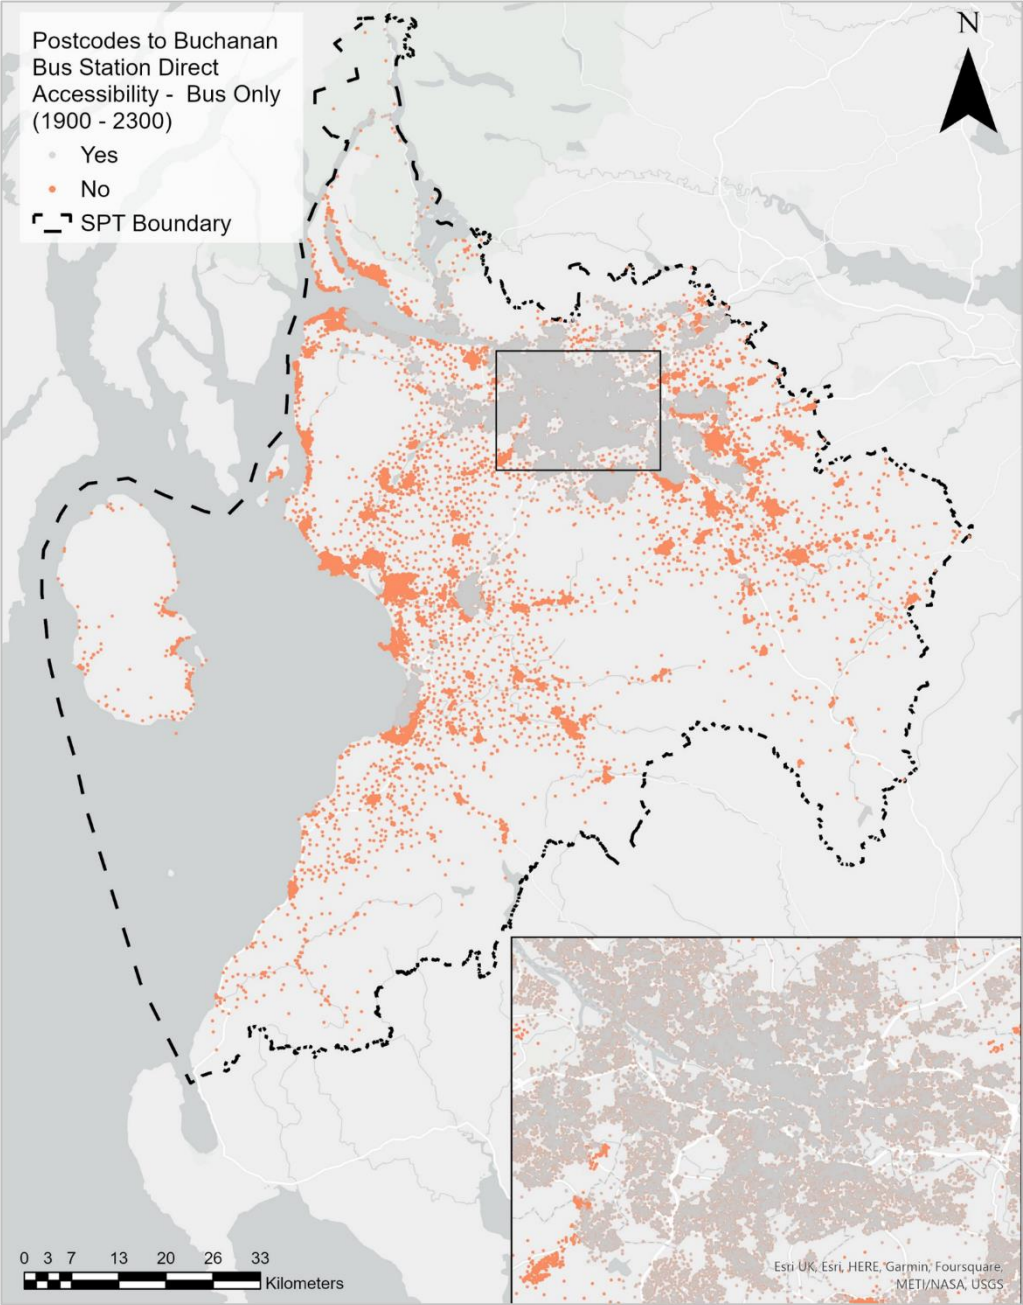 Postcodes to Buchanan
Bus Station Direct
Accessibility - Bus Only
(1900 - 2300)
Yes
No
SPT Boundary
N
0 3 7 13 20 26 33
Kilometers
Esri UK, Esri, HERE, Garmin, Foursquare,
METI/NASA, USGS